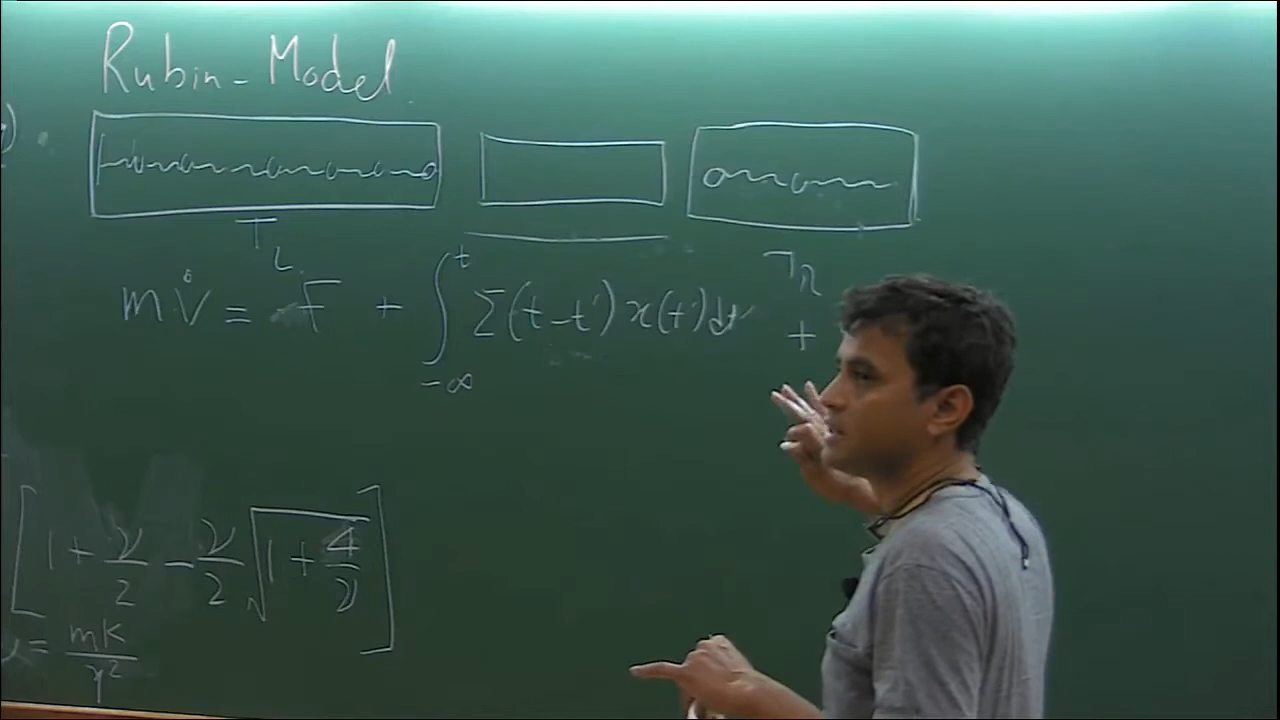 Rubin-Model
T_L
T_R
m v̇ = F + ∫_{-∞}^{t} Σ(t-t') x(t') dt' +
[1 + ν/2 - ν/2 √(1 + 4/ν)]
= mK/γ²